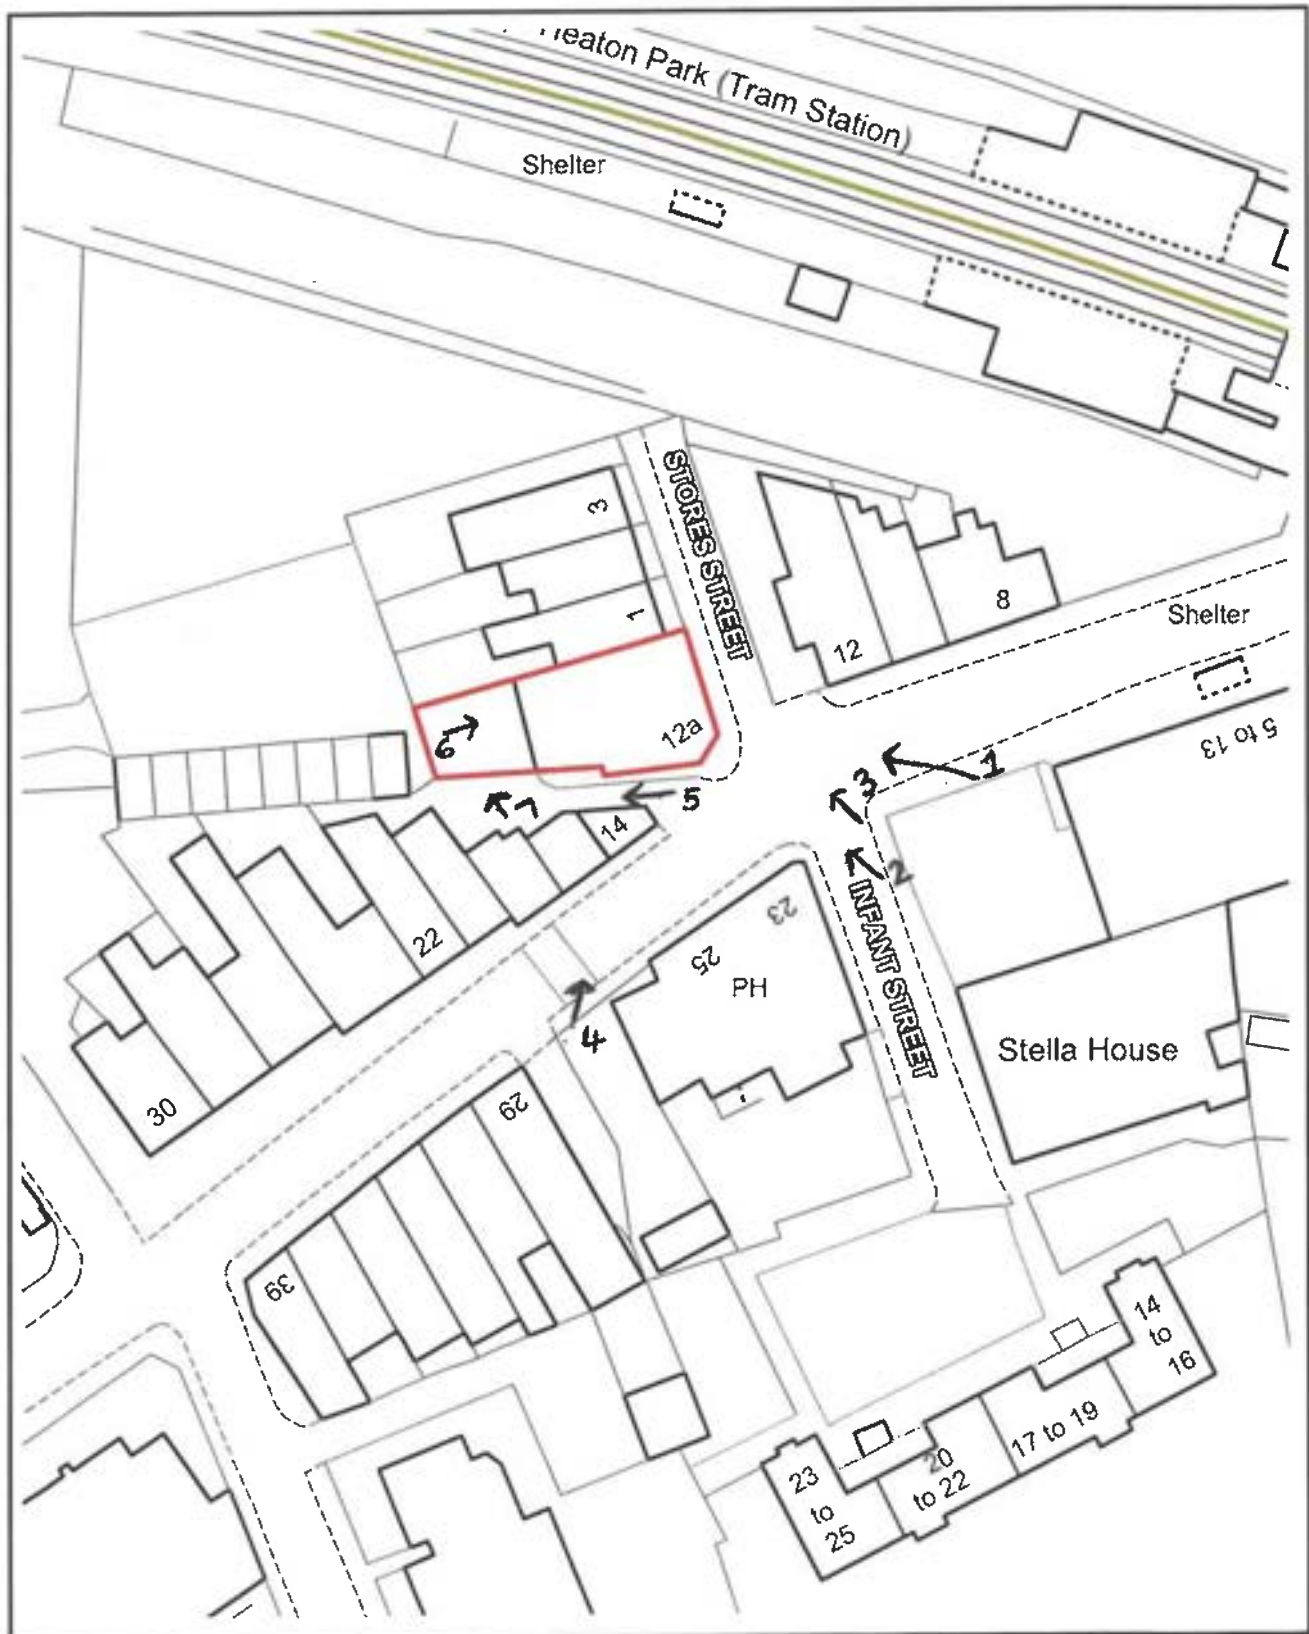 Heaton Park (Tram Station)
Shelter
STORES STREET
3
1
8
12
Shelter
12a
6
5 to 13
1
3
5
7
14
2
INFANT STREET
23
25
PH
22
4
Stella House
29
30
39
14
to
16
17 to 19
20
to 22
23
to
25